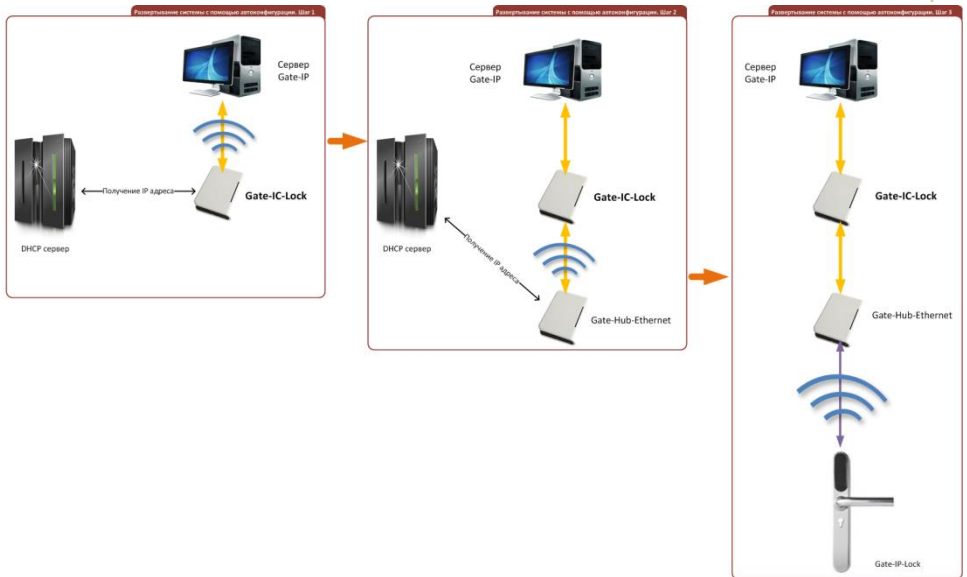 Развертывание системы с помощью автоконфигурации. Шаг 1
Сервер
Gate-IP
Получение IP адреса
Gate-IC-Lock
DHCP сервер
Развертывание системы с помощью автоконфигурации. Шаг 2
Сервер
Gate-IP
Gate-IC-Lock
DHCP сервер
Получение IP адреса
Gate-Hub-Ethernet
Развертывание системы с помощью автоконфигурации. Шаг 3
Сервер
Gate-IP
Gate-IC-Lock
Gate-Hub-Ethernet
Gate-IP-Lock